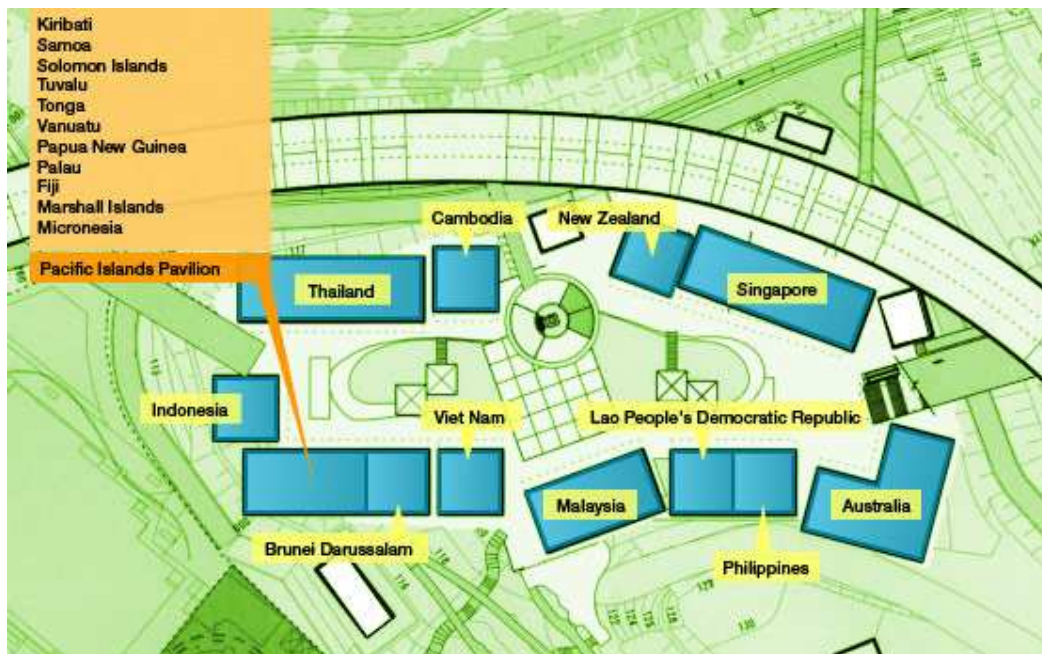 Kiribati
Samoa
Solomon Islands
Tuvalu
Tonga
Vanuatu
Papua New Guinea
Palau
Fiji
Marshall Islands
Micronesia
Pacific Islands Pavilion
Cambodia
New Zealand
Thailand
Singapore
Indonesia
Viet Nam
Lao People's Democratic Republic
Malaysia
Australia
Brunei Darussalam
Philippines